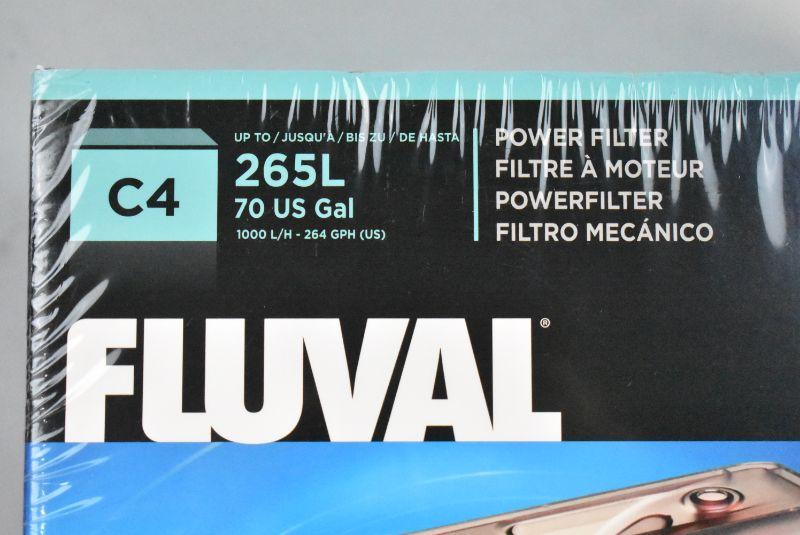 C4
UP TO / JUSQU'À / BIS ZU / DE HASTA
265L
70 US Gal
1000 L/H - 264 GPH (US)
POWER FILTER
FILTRE À MOTEUR
POWERFILTER
FILTRO MECÁNICO
FLUVAL®